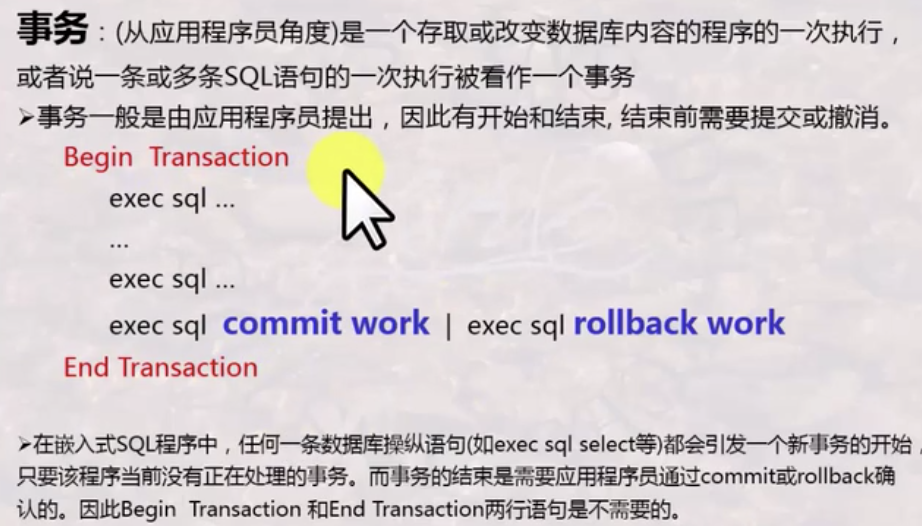 事务：(从应用程序员角度)是一个存取或改变数据库内容的程序的一次执行，
或者说一条或多条SQL语句的一次执行被看作一个事务
➢事务一般是由应用程序员提出，因此有开始和结束, 结束前需要提交或撤消。
Begin Transaction
exec sql ...
...
exec sql ...
exec sql commit work | exec sql rollback work
End Transaction
➢在嵌入式SQL程序中，任何一条数据库操纵语句(如exec sql select等)都会引发一个新事务的开始，
只要该程序当前没有正在处理的事务。而事务的结束是需要应用程序员通过commit或rollback确
认的。因此Begin Transaction 和End Transaction两行语句是不需要的。